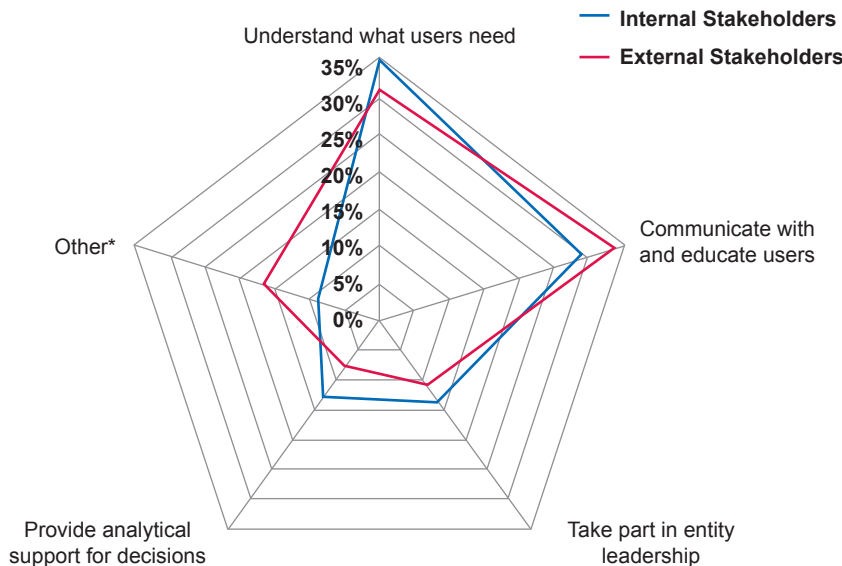 Internal Stakeholders
External Stakeholders
Understand what users need
35%
30%
25%
20%
15%
10%
5%
0%
Other*
Communicate with
and educate users
Provide analytical
support for decisions
Take part in entity
leadership